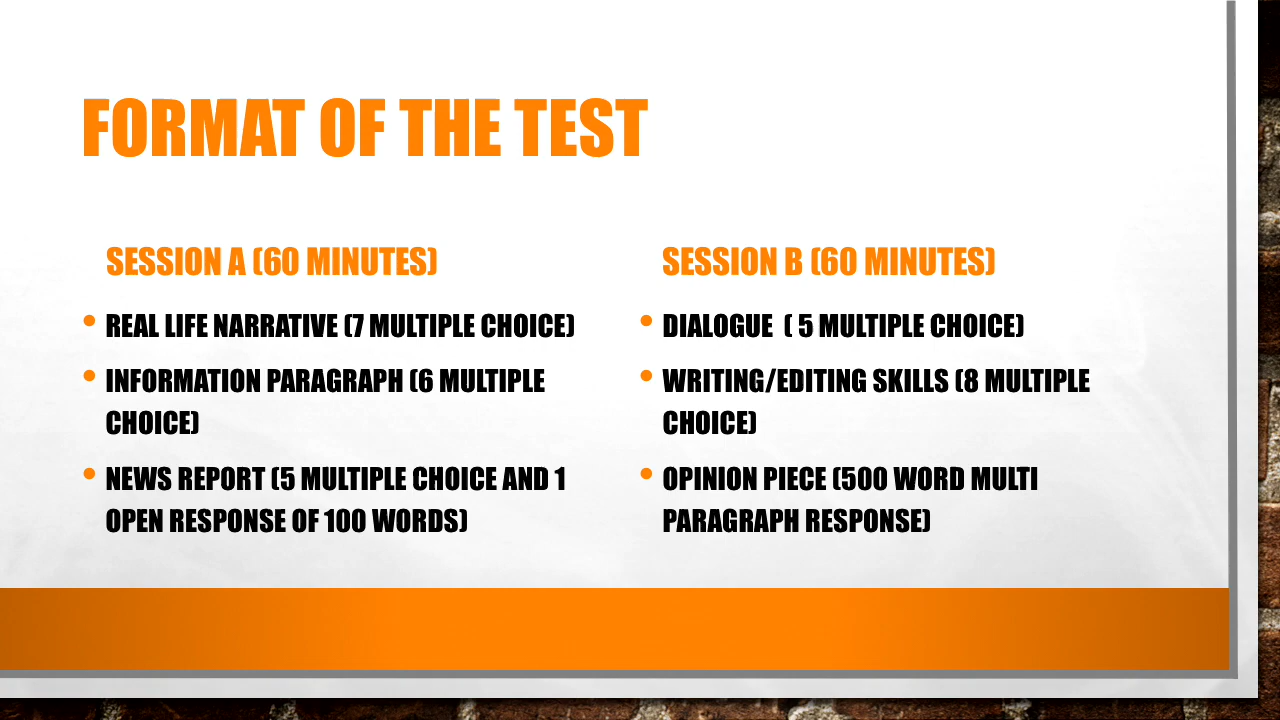 FORMAT OF THE TEST
SESSION A (60 MINUTES)
REAL LIFE NARRATIVE (7 MULTIPLE CHOICE)
INFORMATION PARAGRAPH (6 MULTIPLE
CHOICE)
NEWS REPORT (5 MULTIPLE CHOICE AND 1
OPEN RESPONSE OF 100 WORDS)
SESSION B (60 MINUTES)
DIALOGUE ( 5 MULTIPLE CHOICE)
WRITING/EDITING SKILLS (8 MULTIPLE
CHOICE)
OPINION PIECE (500 WORD MULTI
PARAGRAPH RESPONSE)